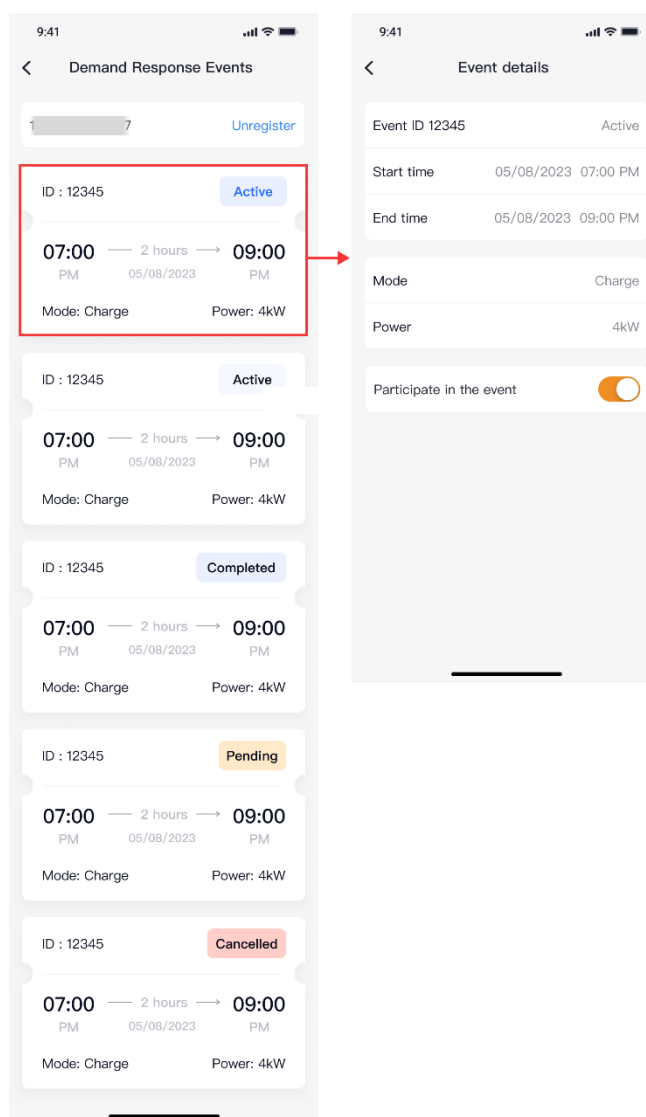 9:41
Demand Response Events
1 7 Unregister
ID : 12345 Active
07:00 2 hours 09:00
PM 05/08/2023 PM
Mode: Charge Power: 4kW
ID : 12345 Active
07:00 2 hours 09:00
PM 05/08/2023 PM
Mode: Charge Power: 4kW
ID : 12345 Completed
07:00 2 hours 09:00
PM 05/08/2023 PM
Mode: Charge Power: 4kW
ID : 12345 Pending
07:00 2 hours 09:00
PM 05/08/2023 PM
Mode: Charge Power: 4kW
ID : 12345 Cancelled
07:00 2 hours 09:00
PM 05/08/2023 PM
Mode: Charge Power: 4kW
9:41
Event details
Event ID 12345 Active
Start time 05/08/2023 07:00 PM
End time 05/08/2023 09:00 PM
Mode Charge
Power 4kW
Participate in the event